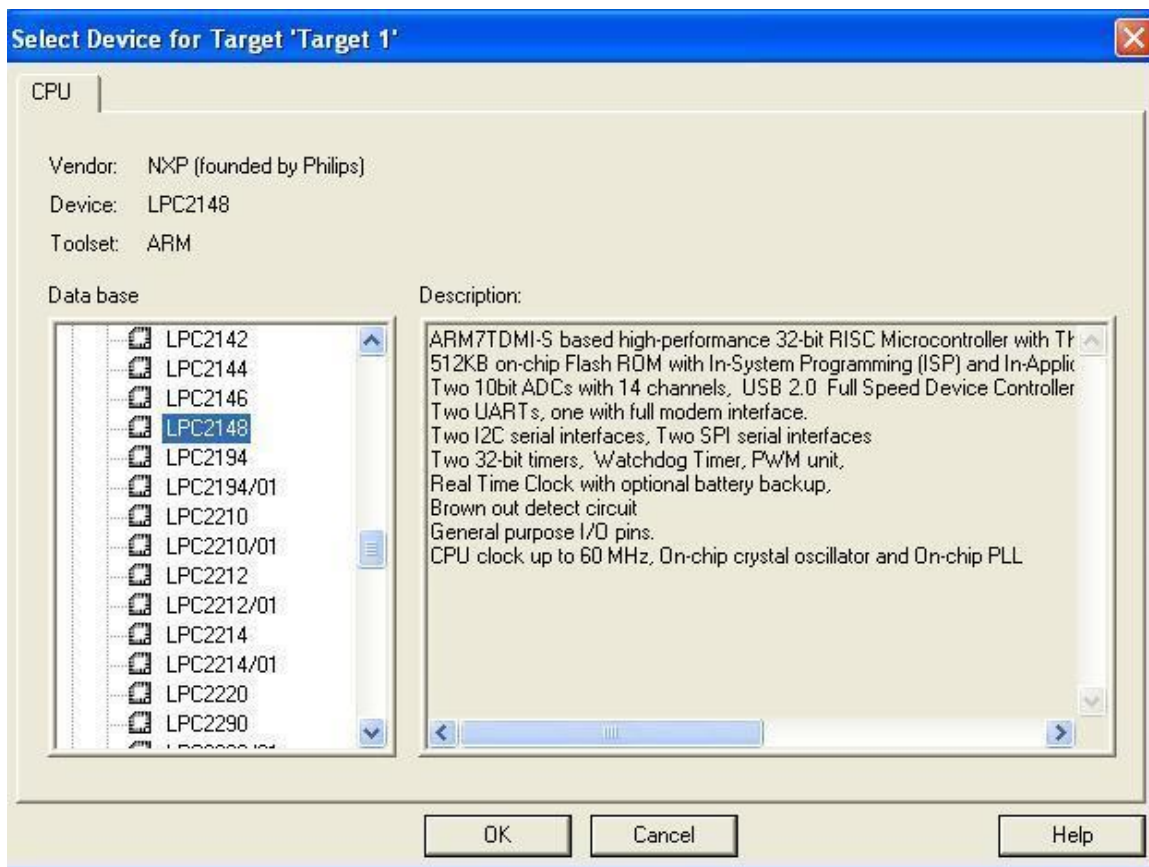 Select Device for Target 'Target 1'
CPU
Vendor: NXP (founded by Philips)
Device: LPC2148
Toolset: ARM
Data base
LPC2142
LPC2144
LPC2146
LPC2148
LPC2194
LPC2194/01
LPC2210
LPC2210/01
LPC2212
LPC2212/01
LPC2214
LPC2214/01
LPC2220
LPC2290
Description:
ARM7TDMI-S based high-performance 32-bit RISC Microcontroller with
512KB on-chip Flash ROM with In-System Programming (ISP) and
Two 10bit ADCs with 14 channels, USB 2.0 Full Speed Device Controller
Two UARTs, one with full modem interface.
Two I2C serial interfaces, Two SPI serial interfaces
Two 32-bit timers, Watchdog Timer, PWM unit,
Real Time Clock with optional battery backup,
Brown out detect circuit
General purpose I/O pins.
CPU clock up to 60 MHz, On-chip crystal oscillator and On-chip PLL
OK Cancel Help